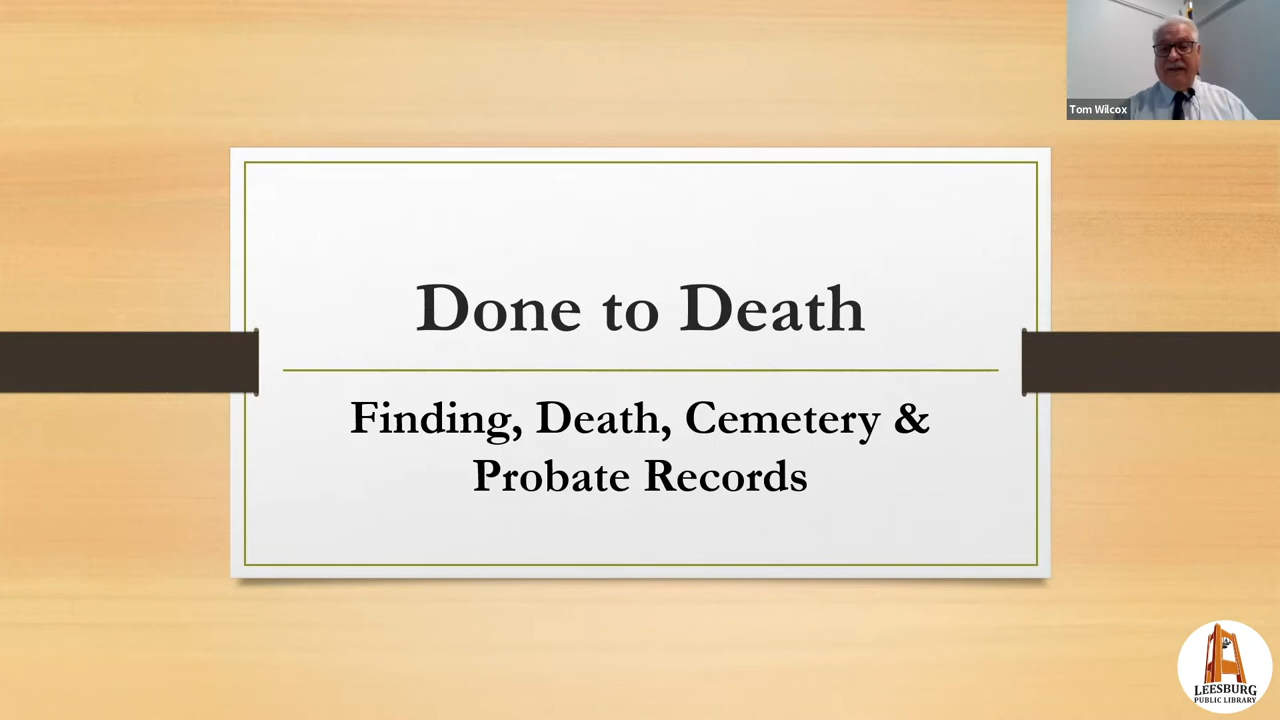 Tom Wilcox
Done to Death
Finding, Death, Cemetery &
Probate Records
LEESBURG
PUBLIC LIBRARY